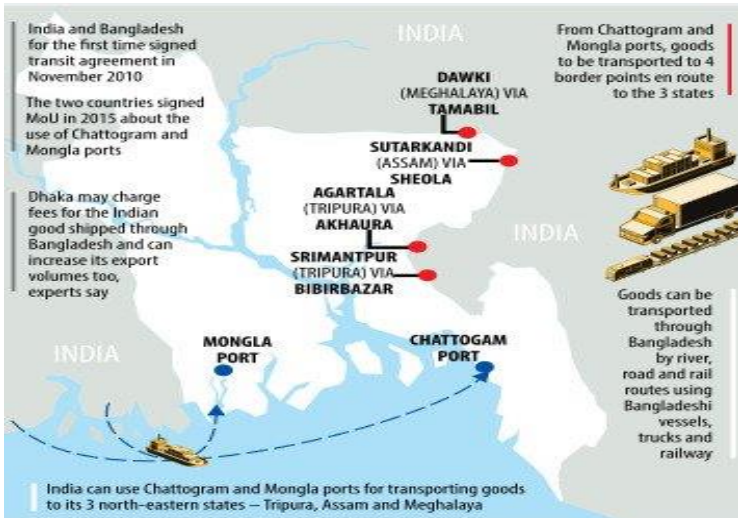 India and Bangladesh
for the first time signed
transit agreement in
November 2010
The two countries signed
MoU in 2015 about the
use of Chattogram and
Mongla ports
Dhaka may charge
fees for the Indian
good shipped through
Bangladesh and can
increase its export
volumes too,
experts say
INDIA
From Chattogram and
Mongla ports, goods
to be transported to 4
border points en route
to the 3 states
DAWKI
(MEGHALAYA) VIA
TAMABIL
SUTARKANDI
(ASSAM) VIA
SHEOLA
AGARTALA
(TRIPURA) VIA
AKHAURA
SRIMANTPUR
(TRIPURA) VIA
BIBIRBAZAR
INDIA
Goods can be
transported
through
Bangladesh
by river,
road and rail
routes using
Bangladeshi
vessels,
trucks and
railway
INDIA
MONGLA
PORT
CHATTOGAM
PORT
India can use Chattogram and Mongla ports for transporting goods
to its 3 north-eastern states – Tripura, Assam and Meghalaya